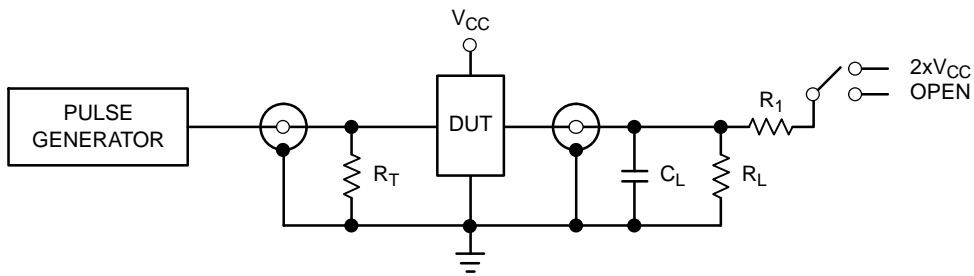 V_CC
2xV_CC
OPEN
R_1
PULSE
GENERATOR
DUT
R_T
C_L
R_L